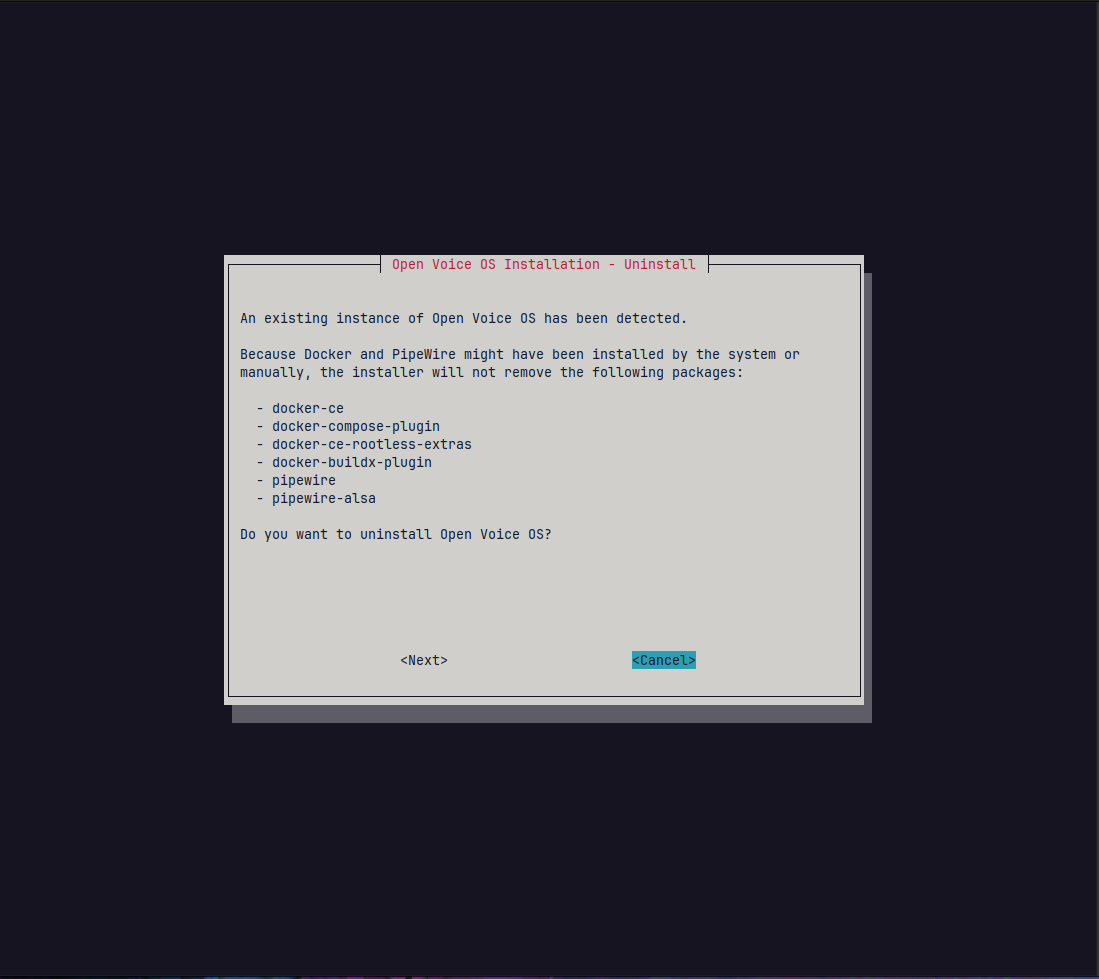 Open Voice OS Installation - Uninstall
An existing instance of Open Voice OS has been detected.
Because Docker and PipeWire might have been installed by the system or
manually, the installer will not remove the following packages:
- docker-ce
- docker-compose-plugin
- docker-ce-rootless-extras
- docker-buildx-plugin
- pipewire
- pipewire-alsa
Do you want to uninstall Open Voice OS?
<Next> <Cancel>